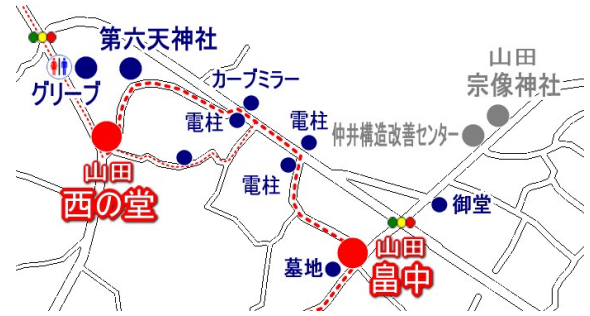 第六天神社
グリーブ
カーブミラー
電柱
電柱
電柱
山田
宗像神社
仲井構造改善センター
山田
西の堂
御堂
山田
畠中
墓地